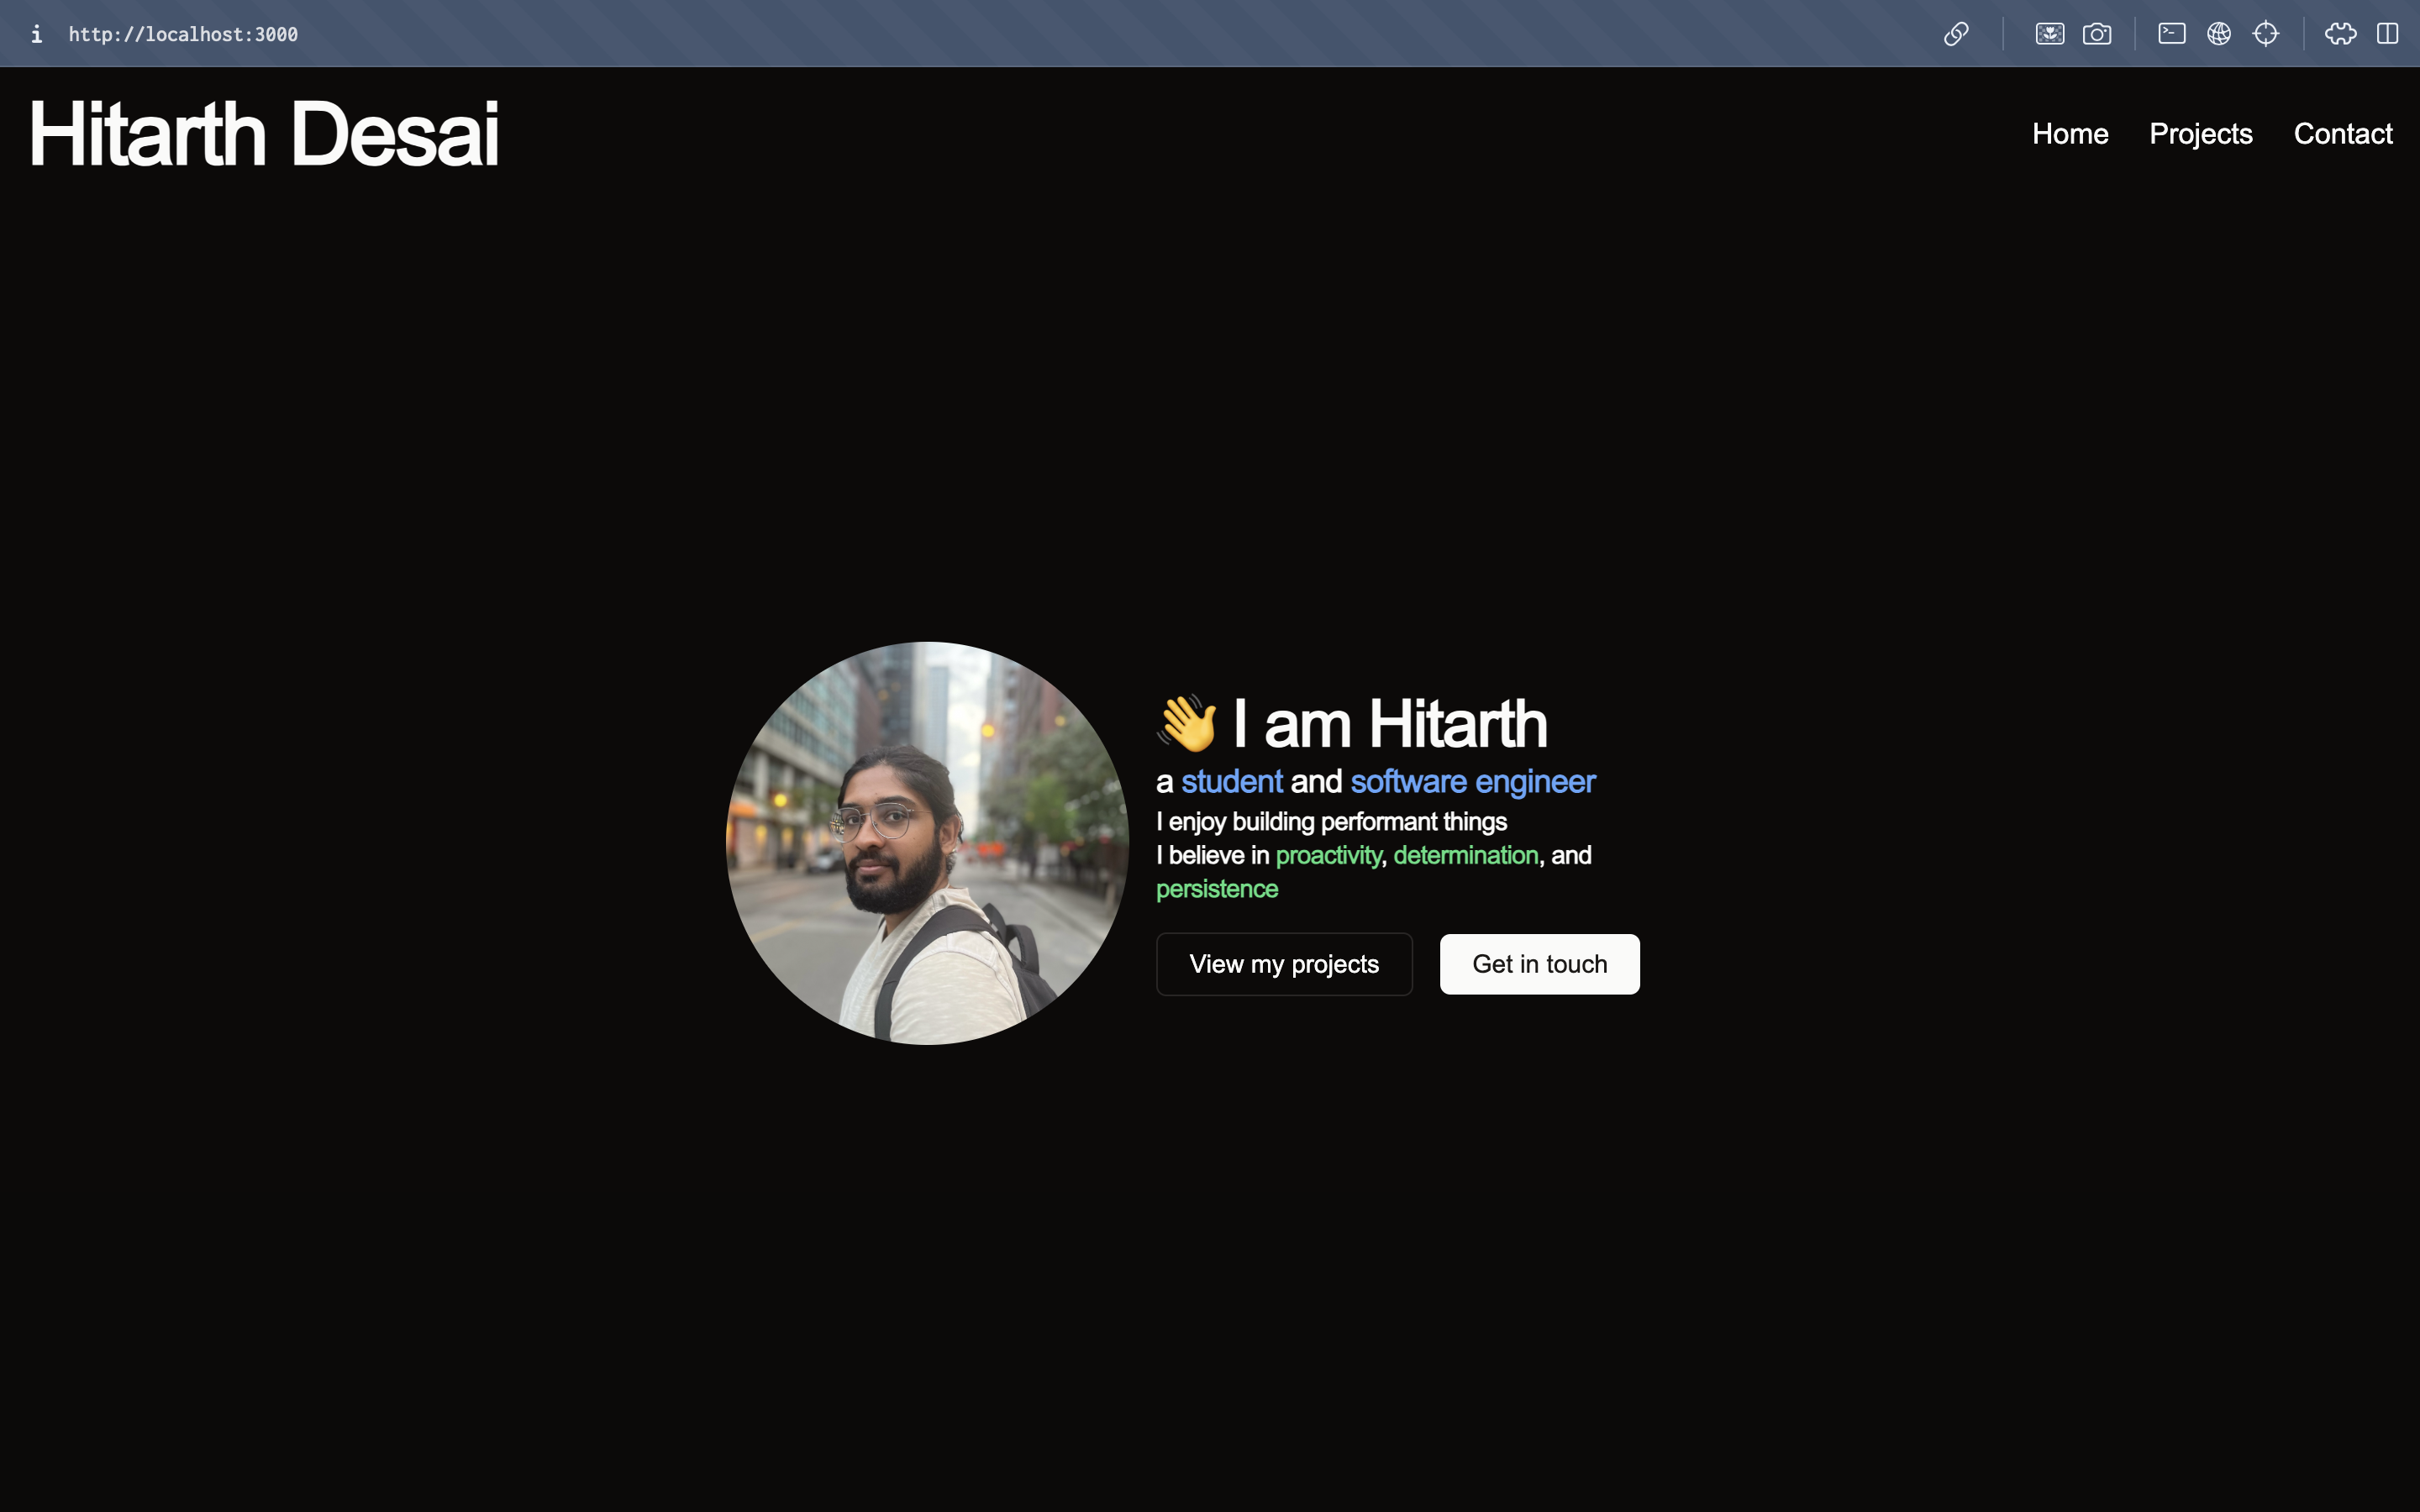 http://localhost:3000
Hitarth Desai
Home Projects Contact
👋 I am Hitarth
a student and software engineer
I enjoy building performant things
I believe in proactivity, determination, and
persistence
View my projects
Get in touch